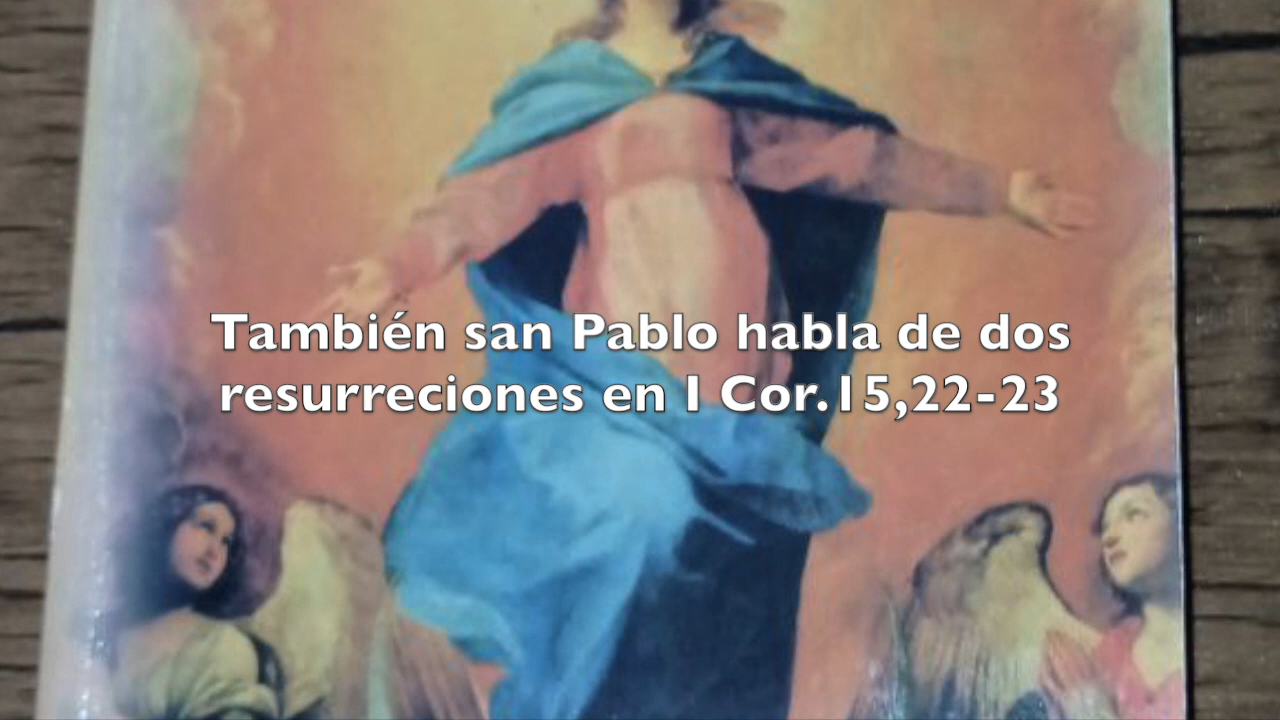 También san Pablo habla de dos
resurreciones en I Cor.15,22-23